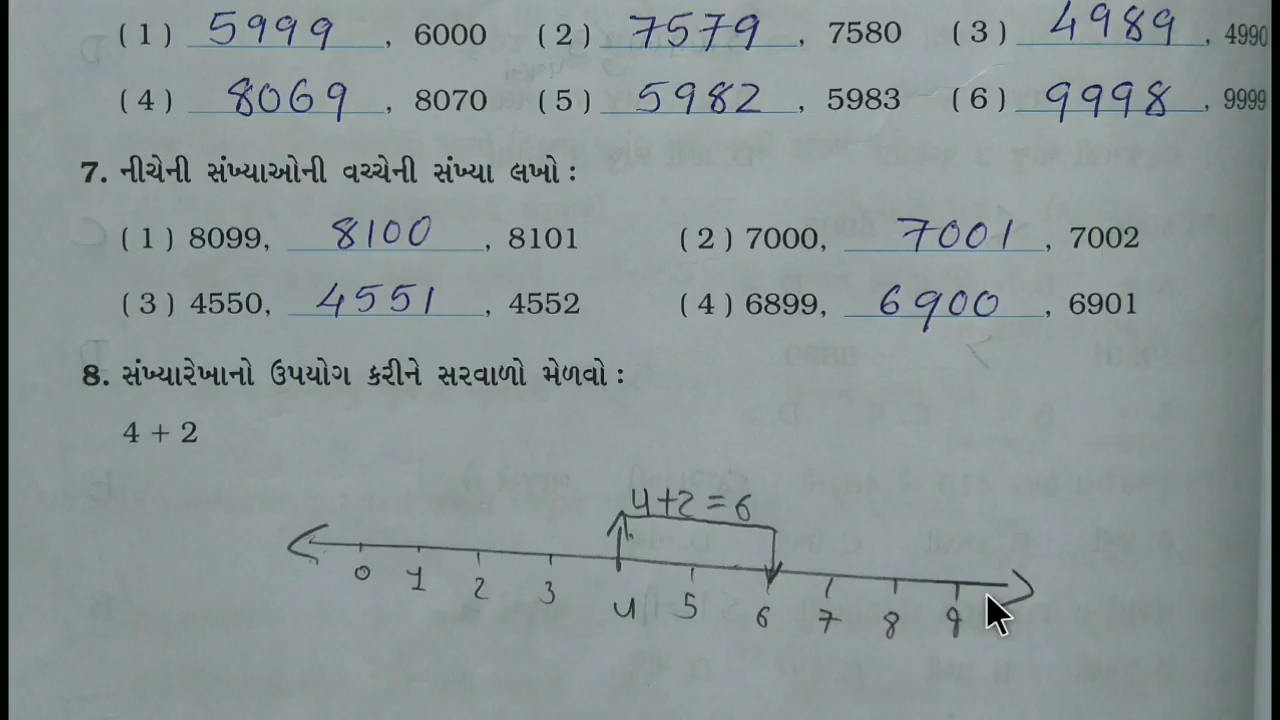 (1) 5999, 6000 (2) 7579, 7580 (3) 4989, 4990
(4) 8069, 8070 (5) 5982, 5983 (6) 9998, 9999
7. નીચેની સંખ્યાઓની વચ્ચેની સંખ્યા લખો :
(1) 8099, 8100, 8101 (2) 7000, 7001, 7002
(3) 4550, 4551, 4552 (4) 6899, 6900, 6901
8. સંખ્યારેખાનો ઉપયોગ કરીને સરવાળો મેળવો :
4 + 2
4+2=6
0 1 2 3 4 5 6 7 8 9